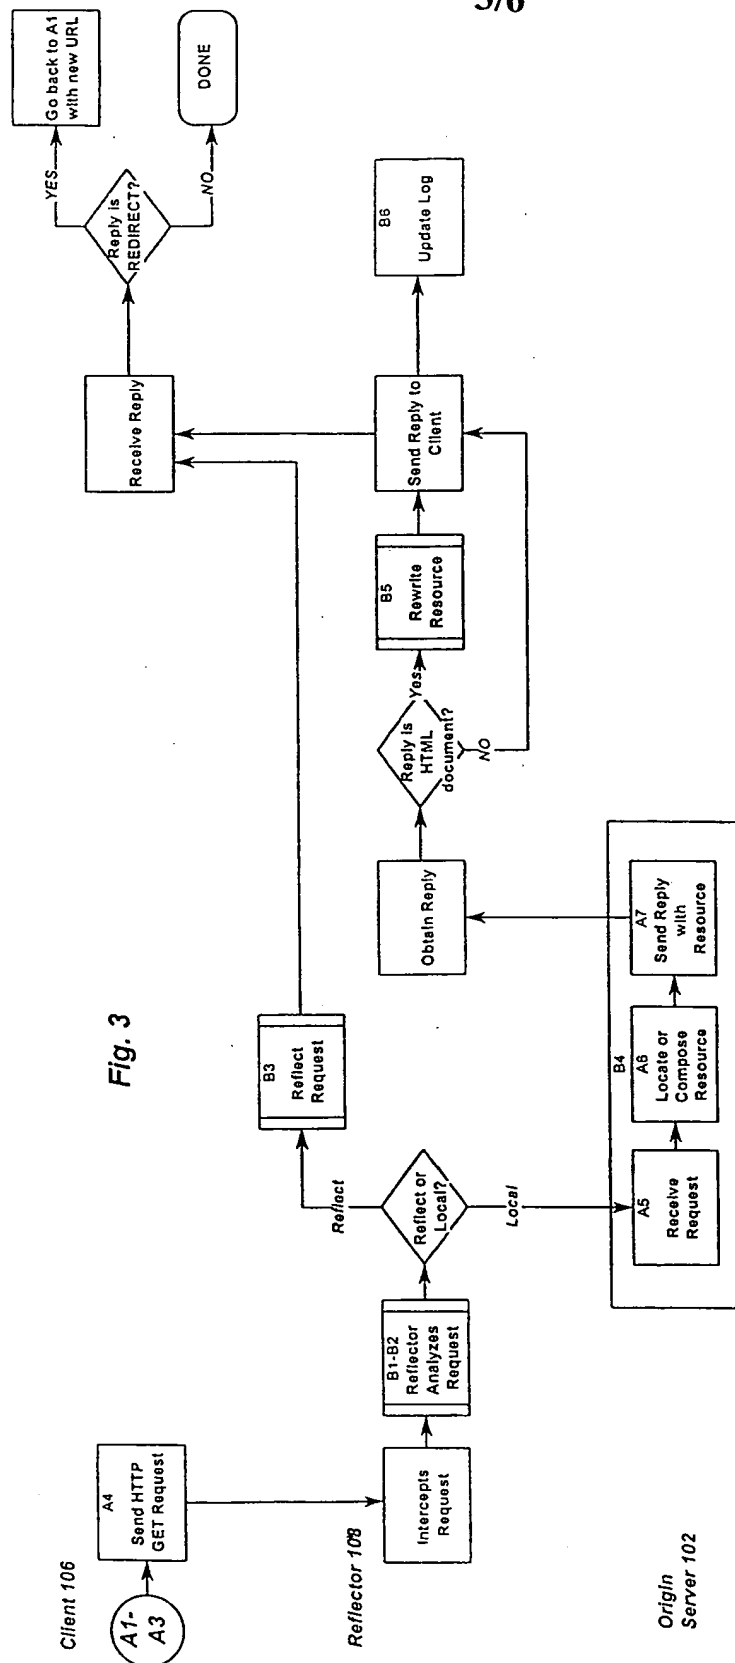 Fig. 3
Client 106
A1-
A3
A4
Send HTTP
GET Request
Receive Reply
Reply is
REDIRECT?
YES
Go back to A1
with new URL
NO
DONE
Reflector 108
Intercepts
Request
B1-B2
Reflector
Analyzes
Request
Reflect or
Local?
Reflect
B3
Reflect
Request
Local
Obtain Reply
Reply is
HTML
document?
Yes
NO
B5
Rewrite
Resource
Send Reply to
Client
B6
Update Log
Origin
Server 102
B4
A5
Receive
Request
A6
Locate or
Compose
Resource
A7
Send Reply
with
Resource